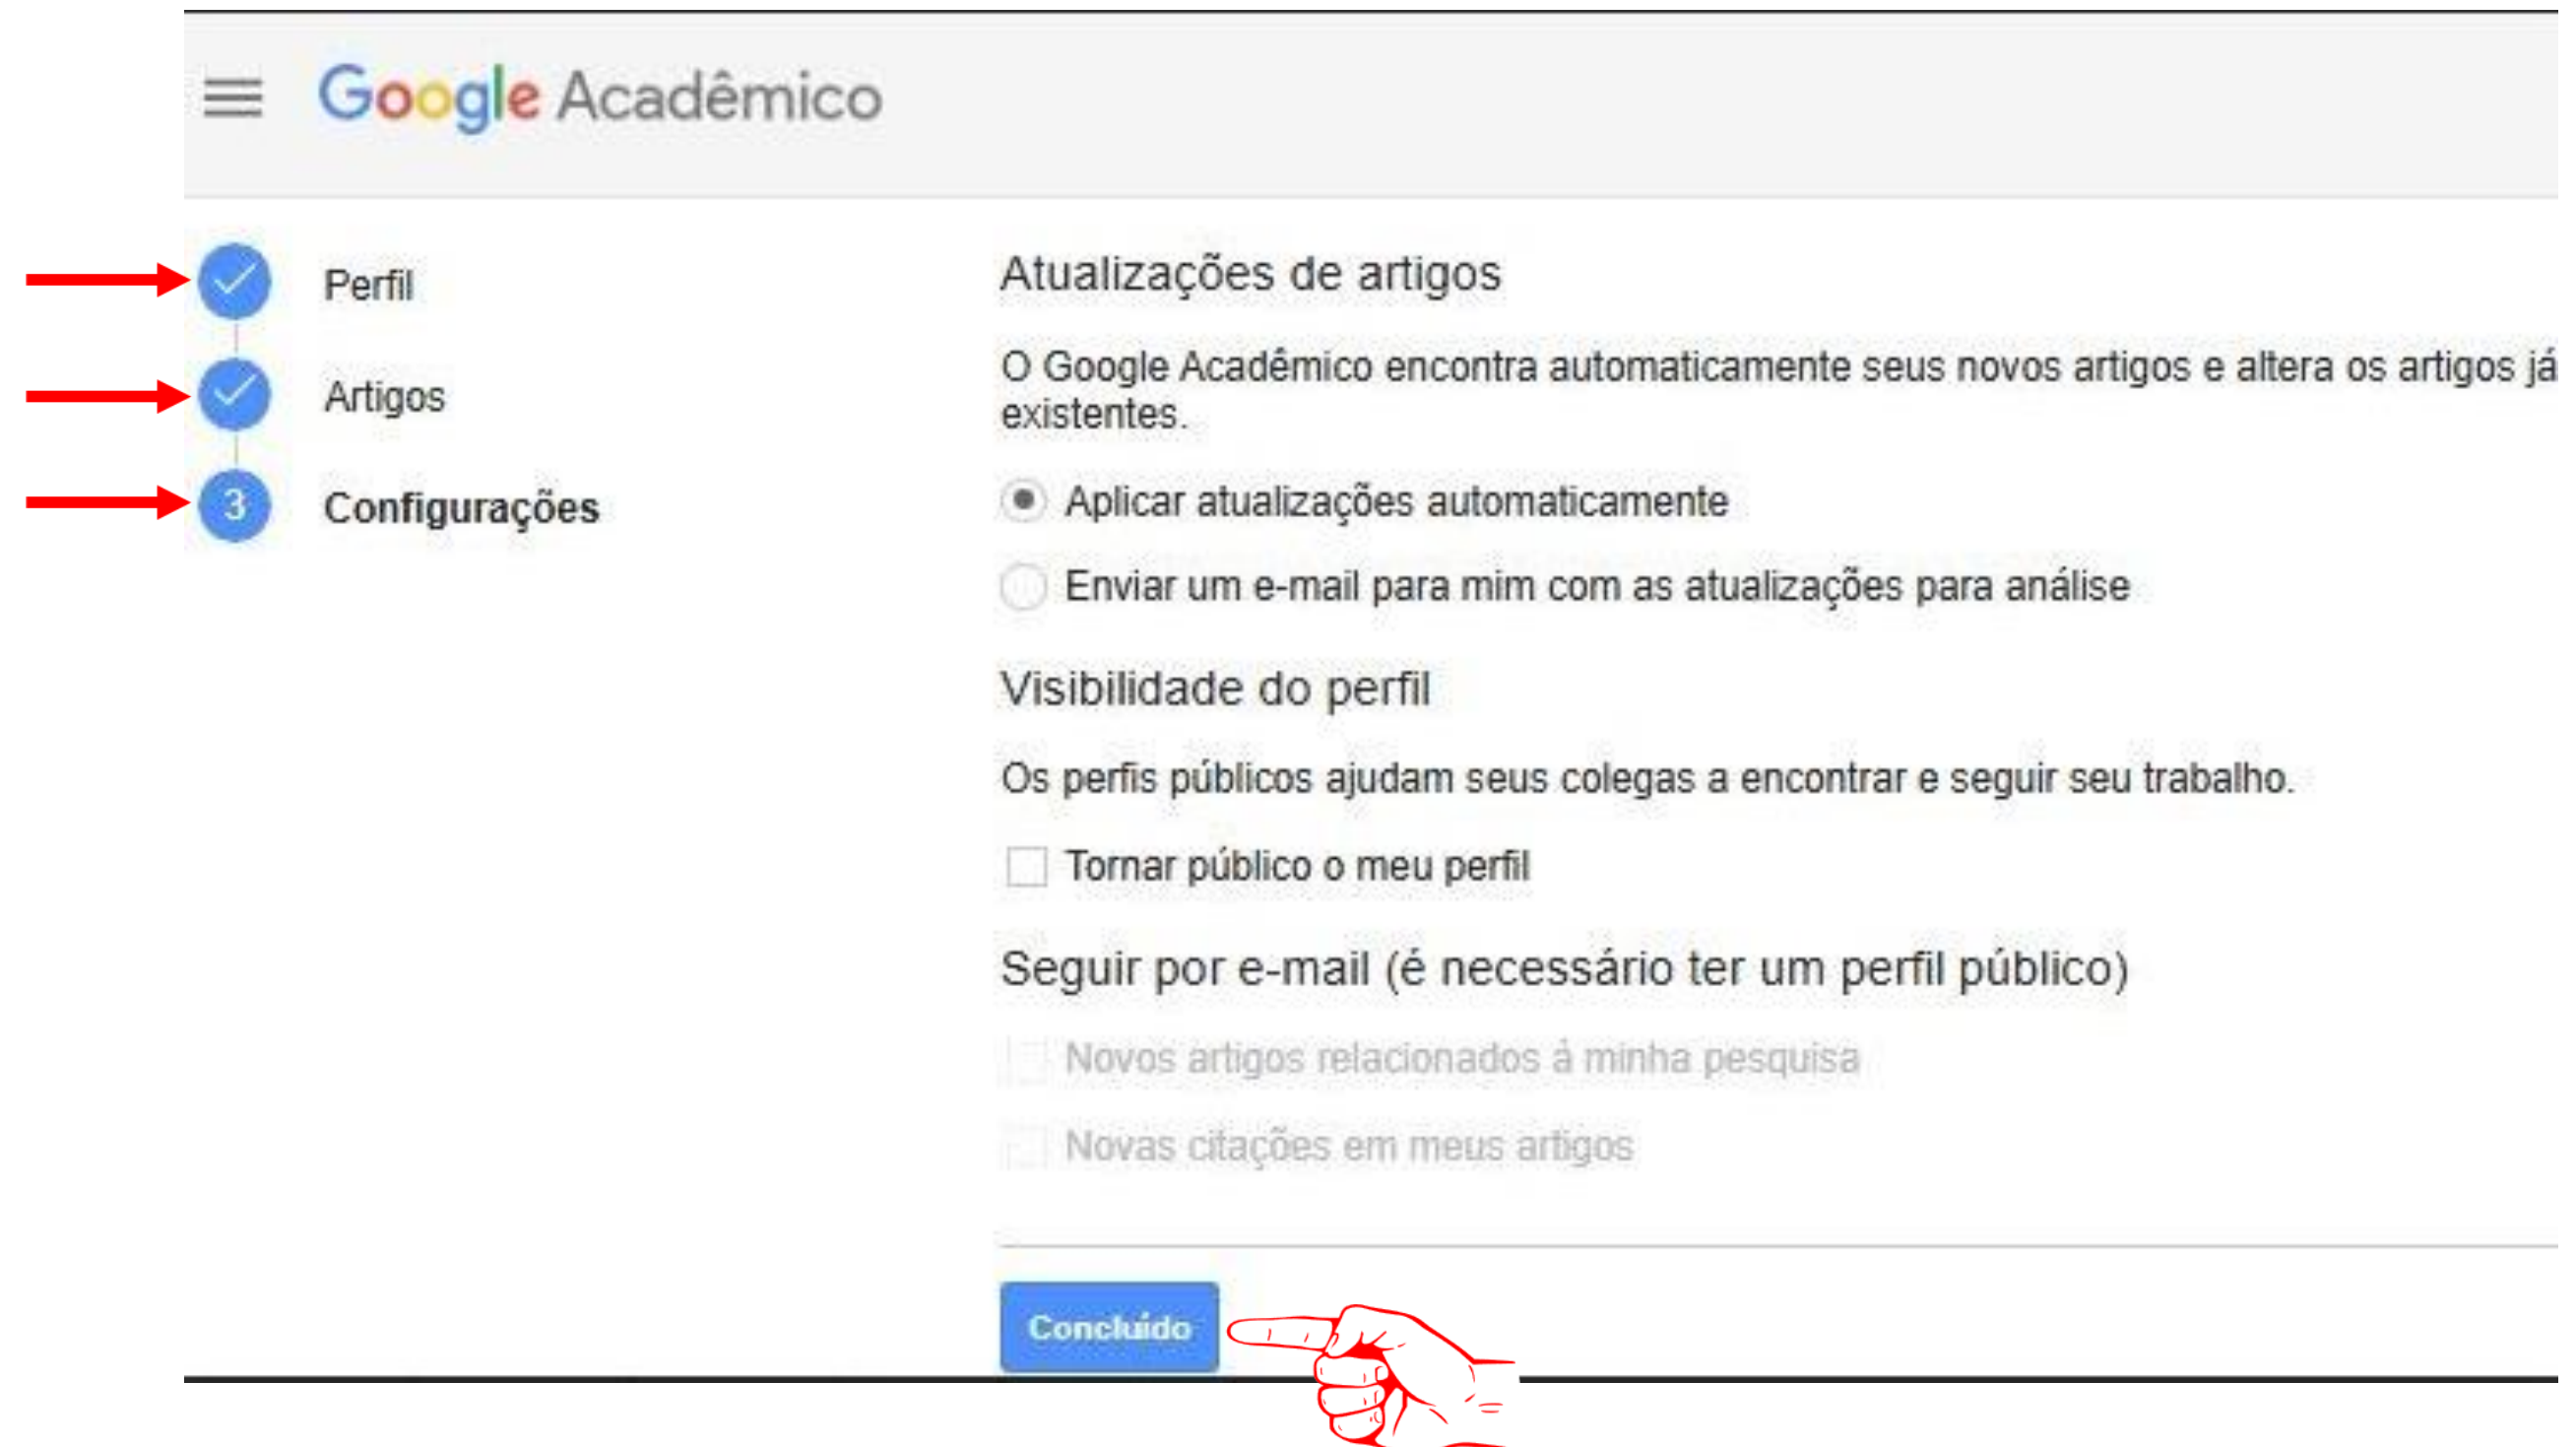 Google Acadêmico
Perfil
Artigos
3
Configurações
Atualizações de artigos
O Google Acadêmico encontra automaticamente seus novos artigos e altera os artigos já
existentes.
Aplicar atualizações automaticamente
Enviar um e-mail para mim com as atualizações para análise
Visibilidade do perfil
Os perfis públicos ajudam seus colegas a encontrar e seguir seu trabalho.
Tornar público o meu perfil
Seguir por e-mail (é necessário ter um perfil público)
Novos artigos relacionados à minha pesquisa
Novas citações em meus artigos
Concluído